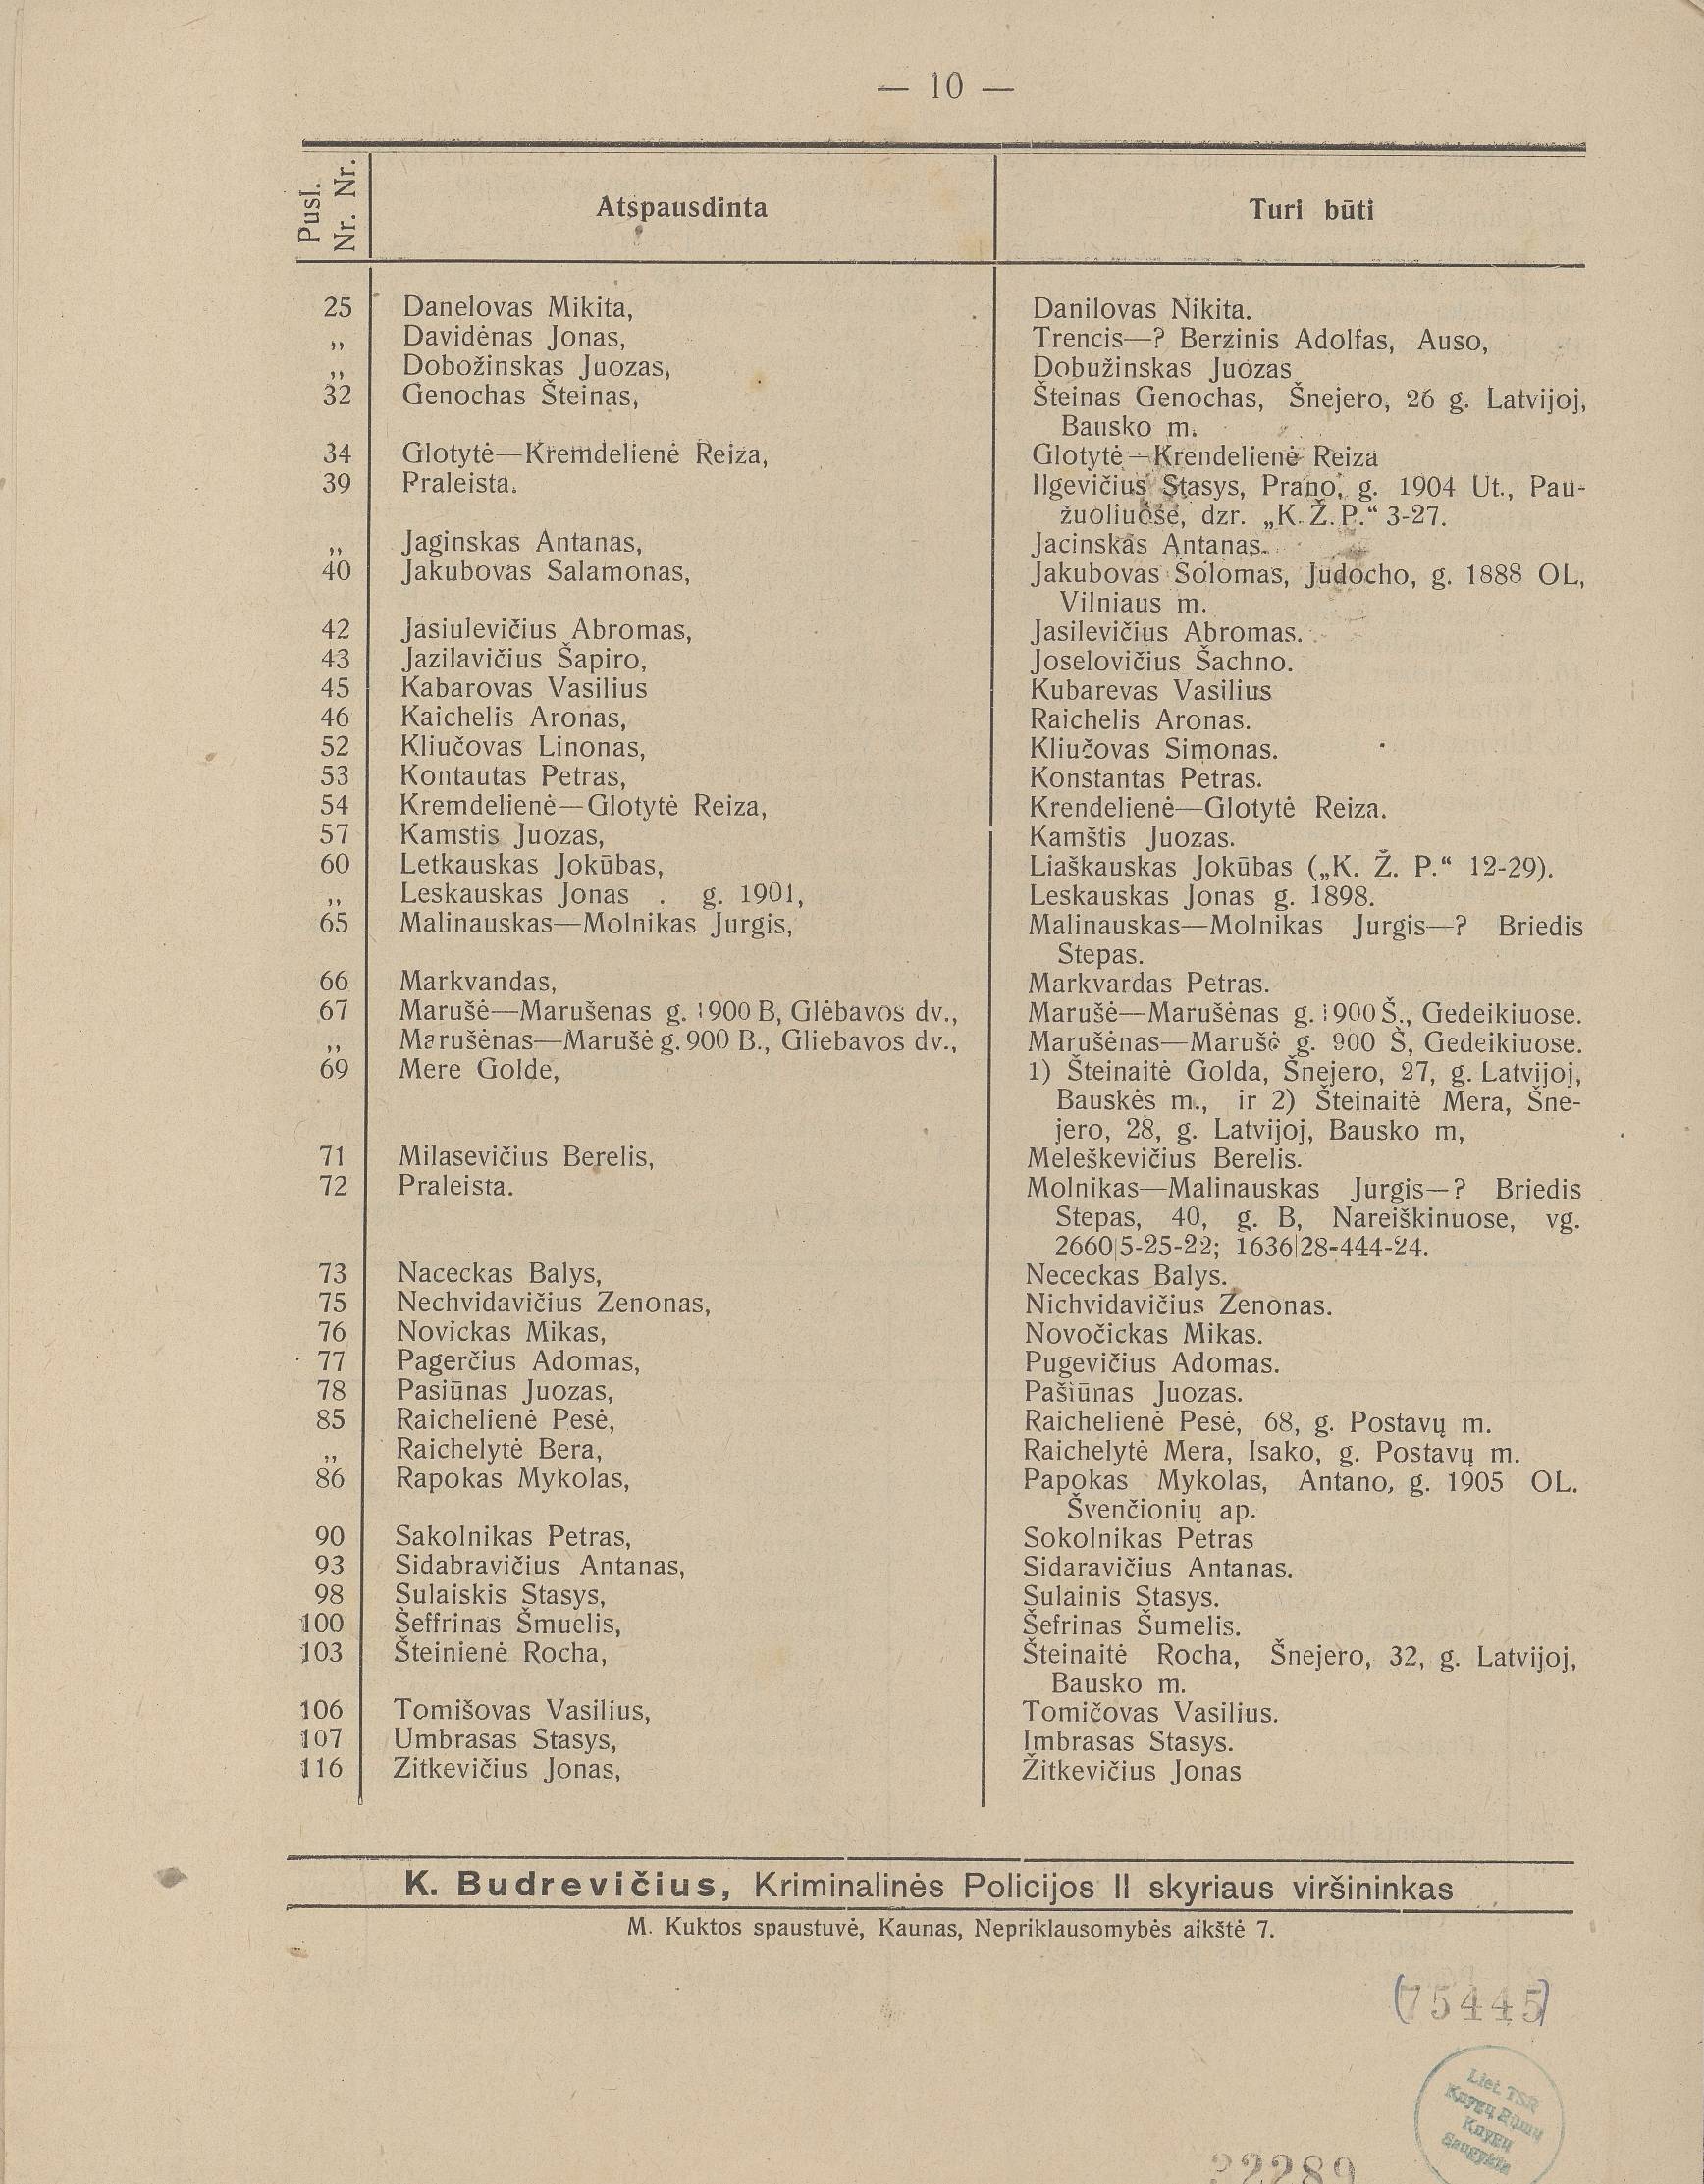 — 10 —
Pusl. Nr. Nr.
Atspausdinta
Turi būti
25 Danelovas Mikita, Danilovas Nikita.
„ Davidėnas Jonas, Trencis—? Berzinis Adolfas, Auso,
„ Dobožinskas Juozas, Dobužinskas Juozas
32 Genochas Šteinas, Šteinas Genochas, Šnejero, 26 g. Latvijoj,
Bausko m.
34 Glotytė—Kremdelienė Reiza, Glotytė—Krendelienė Reiza
39 Praleista. Ilgevičius Stasys, Prano, g. 1904 Ut., Pau-
žuoliuose, dzr. „K. Ž. P.“ 3-27.
„ Jaginskas Antanas, Jacinskas Antanas.
40 Jakubovas Salamonas, Jakubovas Solomas, Judocho, g. 1888 OL,
Vilniaus m.
42 Jasiulevičius Abromas, Jasilevičius Abromas.
43 Jazilavičius Šapiro, Joselovičius Šachno.
45 Kabarovas Vasilius Kubarevas Vasilius
46 Kaichelis Aronas, Raichelis Aronas.
52 Kliučovas Linonas, Kliučovas Simonas.
53 Kontautas Petras, Konstantas Petras.
54 Kremdelienė—Glotytė Reiza, Krendelienė—Glotytė Reiza.
57 Kamstis Juozas, Kamštis Juozas.
60 Letkauskas Jokūbas, Liaškauskas Jokūbas („K. Ž. P.“ 12-29).
„ Leskauskas Jonas . g. 1901, Leskauskas Jonas g. 1898.
65 Malinauskas—Molnikas Jurgis, Malinauskas—Molnikas Jurgis—? Briedis
Stepas.
66 Markvandas, Markvardas Petras.
67 Marušė—Marušenas g. 1900 B, Glėbavos dv., Marušė—Marušėnas g. 1900 Š., Gedeikiuose.
„ Marušėnas—Marušė g. 900 B., Gliebavos dv., Marušėnas—Marušė g. 900 Š, Gedeikiuose.
69 Mere Golde, 1) Šteinaitė Golda, Šnejero, 27, g. Latvijoj,
Bauskės m., ir 2) Šteinaitė Mera, Šne-
jero, 28, g. Latvijoj, Bausko m,
71 Milasevičius Berelis, Meleškevičius Berelis.
72 Praleista. Molnikas—Malinauskas Jurgis—? Briedis
Stepas, 40, g. B, Nareiškinuose, vg.
2660|5-25-22; 1636|28-444-24.
73 Naceckas Balys, Nececkas Balys.
75 Nechvidavičius Zenonas, Nichvidavičius Zenonas.
76 Novickas Mikas, Novočickas Mikas.
77 Pagerčius Adomas, Pugevičius Adomas.
78 Pasiūnas Juozas, Pašiūnas Juozas.
85 Raichelienė Pesė, Raichelienė Pesė, 68, g. Postavų m.
„ Raichelytė Bera, Raichelytė Mera, Isako, g. Postavų m.
86 Rapokas Mykolas, Papokas Mykolas, Antano, g. 1905 OL.
Švenčionių ap.
90 Sakolnikas Petras, Sokolnikas Petras
93 Sidabravičius Antanas, Sidaravičius Antanas.
98 Sulaiskis Stasys, Sulainis Stasys.
100 Šeffrinas Šmuelis, Šefrinas Šumelis.
103 Šteinienė Rocha, Šteinaitė Rocha, Šnejero, 32, g. Latvijoj,
Bausko m.
106 Tomišovas Vasilius, Tomičovas Vasilius.
107 Umbrasas Stasys, Imbrasas Stasys.
116 Zitkevičius Jonas, Žitkevičius Jonas
K. Budrevičius, Kriminalinės Policijos II skyriaus viršininkas
M. Kuktos spaustuvė, Kaunas, Nepriklausomybės aikštė 7.
(75445)
Liet. TSR
Knygų Rūmų
Knygų
Saugykla
22289